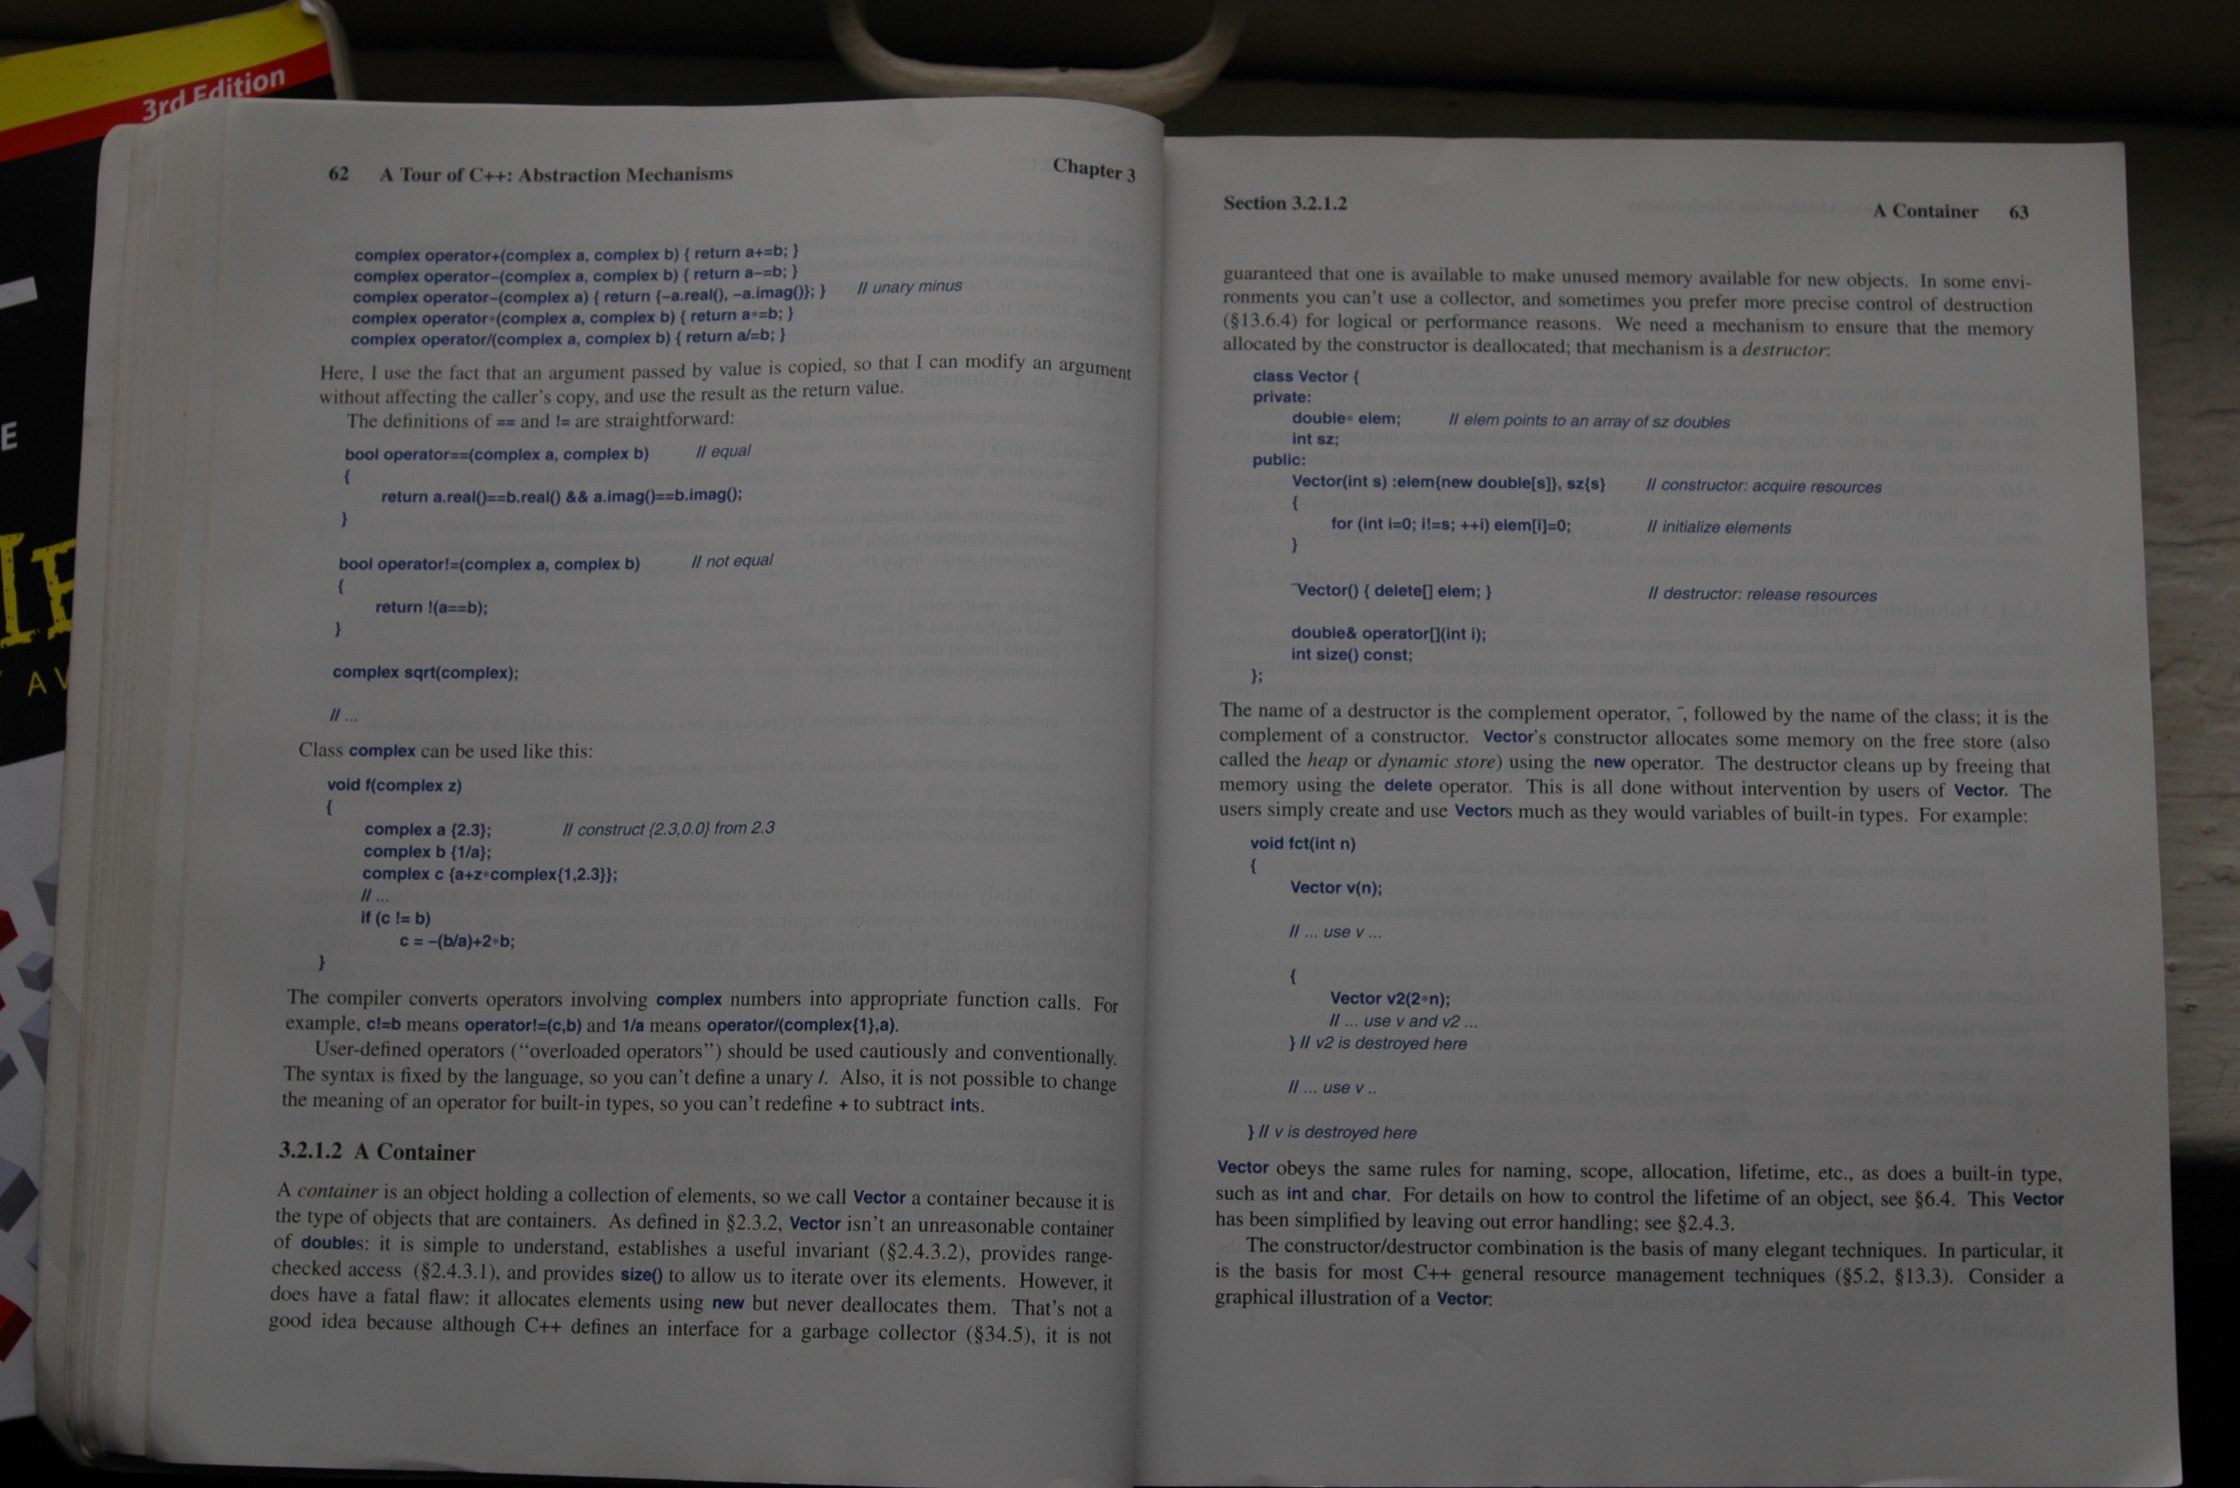 3rd Edition
E
AV
62 A Tour of C++: Abstraction Mechanisms Chapter 3
complex operator+(complex a, complex b) { return a+=b; }
complex operator–(complex a, complex b) { return a–=b; }
complex operator–(complex a) { return {–a.real(), –a.imag()}; } // unary minus
complex operator*(complex a, complex b) { return a*=b; }
complex operator/(complex a, complex b) { return a/=b; }
Here, I use the fact that an argument passed by value is copied, so that I can modify an argument
without affecting the caller's copy, and use the result as the return value.
The definitions of == and != are straightforward:
bool operator==(complex a, complex b) // equal
{
return a.real()==b.real() && a.imag()==b.imag();
}
bool operator!=(complex a, complex b) // not equal
{
return !(a==b);
}
complex sqrt(complex);
// ...
Class complex can be used like this:
void f(complex z)
{
complex a {2.3}; // construct {2.3,0.0} from 2.3
complex b {1/a};
complex c {a+z*complex{1,2.3}};
// ...
if (c != b)
c = –(b/a)+2*b;
}
The compiler converts operators involving complex numbers into appropriate function calls. For
example, c!=b means operator!=(c,b) and 1/a means operator/(complex{1},a).
User-defined operators (“overloaded operators”) should be used cautiously and conventionally.
The syntax is fixed by the language, so you can't define a unary /. Also, it is not possible to change
the meaning of an operator for built-in types, so you can't redefine + to subtract ints.
3.2.1.2 A Container
A container is an object holding a collection of elements, so we call Vector a container because it is
the type of objects that are containers. As defined in §2.3.2, Vector isn't an unreasonable container
of doubles: it is simple to understand, establishes a useful invariant (§2.4.3.2), provides range-
checked access (§2.4.3.1), and provides size() to allow us to iterate over its elements. However, it
does have a fatal flaw: it allocates elements using new but never deallocates them. That's not a
good idea because although C++ defines an interface for a garbage collector (§34.5), it is not
Section 3.2.1.2 A Container 63
guaranteed that one is available to make unused memory available for new objects. In some envi-
ronments you can't use a collector, and sometimes you prefer more precise control of destruction
(§13.6.4) for logical or performance reasons. We need a mechanism to ensure that the memory
allocated by the constructor is deallocated; that mechanism is a destructor:
class Vector {
private:
double* elem; // elem points to an array of sz doubles
int sz;
public:
Vector(int s) :elem{new double[s]}, sz{s} // constructor: acquire resources
{
for (int i=0; i!=s; ++i) elem[i]=0; // initialize elements
}
~Vector() { delete[] elem; } // destructor: release resources
double& operator[](int i);
int size() const;
};
The name of a destructor is the complement operator, ~, followed by the name of the class; it is the
complement of a constructor. Vector's constructor allocates some memory on the free store (also
called the heap or dynamic store) using the new operator. The destructor cleans up by freeing that
memory using the delete operator. This is all done without intervention by users of Vector. The
users simply create and use Vectors much as they would variables of built-in types. For example:
void fct(int n)
{
Vector v(n);
// ... use v ...
{
Vector v2(2*n);
// ... use v and v2 ...
} // v2 is destroyed here
// ... use v ..
} // v is destroyed here
Vector obeys the same rules for naming, scope, allocation, lifetime, etc., as does a built-in type,
such as int and char. For details on how to control the lifetime of an object, see §6.4. This Vector
has been simplified by leaving out error handling; see §2.4.3.
The constructor/destructor combination is the basis of many elegant techniques. In particular, it
is the basis for most C++ general resource management techniques (§5.2, §13.3). Consider a
graphical illustration of a Vector: